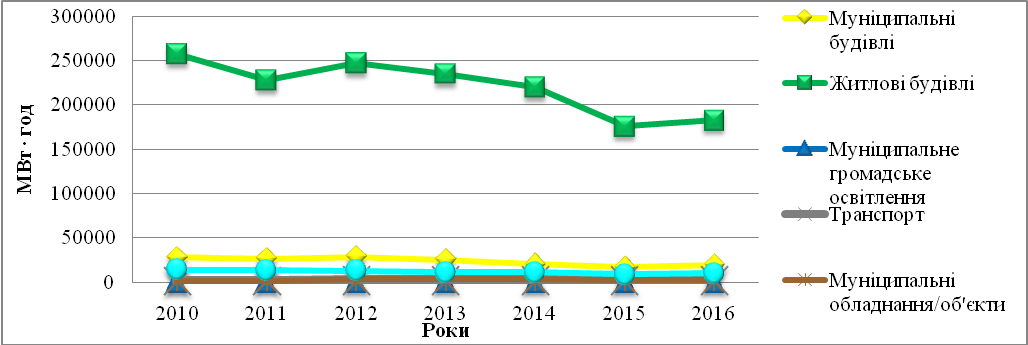 300000
250000
200000
150000
100000
50000
0
МВт · год
2010 2011 2012 2013 2014 2015 2016
Роки
Муніципальні
будівлі
Житлові будівлі
Муніципальне
громадське
освітлення
Транспорт
Муніципальні
обладнання/об'єкти